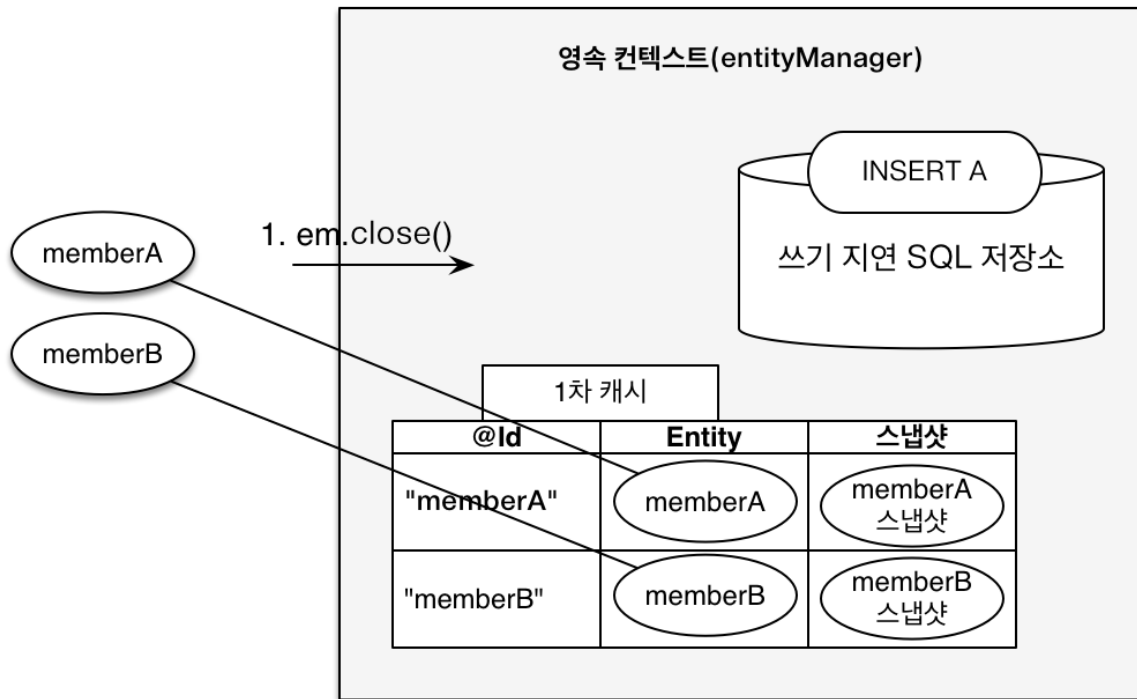 영속 컨텍스트(entityManager)
INSERT A
쓰기 지연 SQL 저장소
1. em.close()
memberA
memberB
1차 캐시
@Id Entity 스냅샷
"memberA" memberA memberA
스냅샷
"memberB" memberB memberB
스냅샷